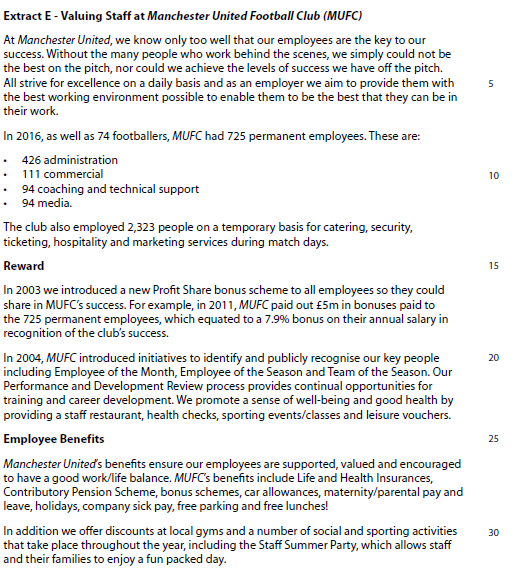 Extract E - Valuing Staff at Manchester United Football Club (MUFC)
At Manchester United, we know only too well that our employees are the key to our
success. Without the many people who work behind the scenes, we simply could not be
the best on the pitch, nor could we achieve the levels of success we have off the pitch.
All strive for excellence on a daily basis and as an employer we aim to provide them with 5
the best working environment possible to enable them to be the best that they can be in
their work.
In 2016, as well as 74 footballers, MUFC had 725 permanent employees. These are:
• 426 administration
• 111 commercial 10
• 94 coaching and technical support
• 94 media.
The club also employed 2,323 people on a temporary basis for catering, security,
ticketing, hospitality and marketing services during match days.
Reward 15
In 2003 we introduced a new Profit Share bonus scheme to all employees so they could
share in MUFC's success. For example, in 2011, MUFC paid out £5m in bonuses paid to
the 725 permanent employees, which equated to a 7.9% bonus on their annual salary in
recognition of the club's success.
In 2004, MUFC introduced initiatives to identify and publicly recognise our key people 20
including Employee of the Month, Employee of the Season and Team of the Season. Our
Performance and Development Review process provides continual opportunities for
training and career development. We promote a sense of well-being and good health by
providing a staff restaurant, health checks, sporting events/classes and leisure vouchers.
Employee Benefits 25
Manchester United's benefits ensure our employees are supported, valued and encouraged
to have a good work/life balance. MUFC's benefits include Life and Health Insurances,
Contributory Pension Scheme, bonus schemes, car allowances, maternity/parental pay and
leave, holidays, company sick pay, free parking and free lunches!
In addition we offer discounts at local gyms and a number of social and sporting activities 30
that take place throughout the year, including the Staff Summer Party, which allows staff
and their families to enjoy a fun packed day.